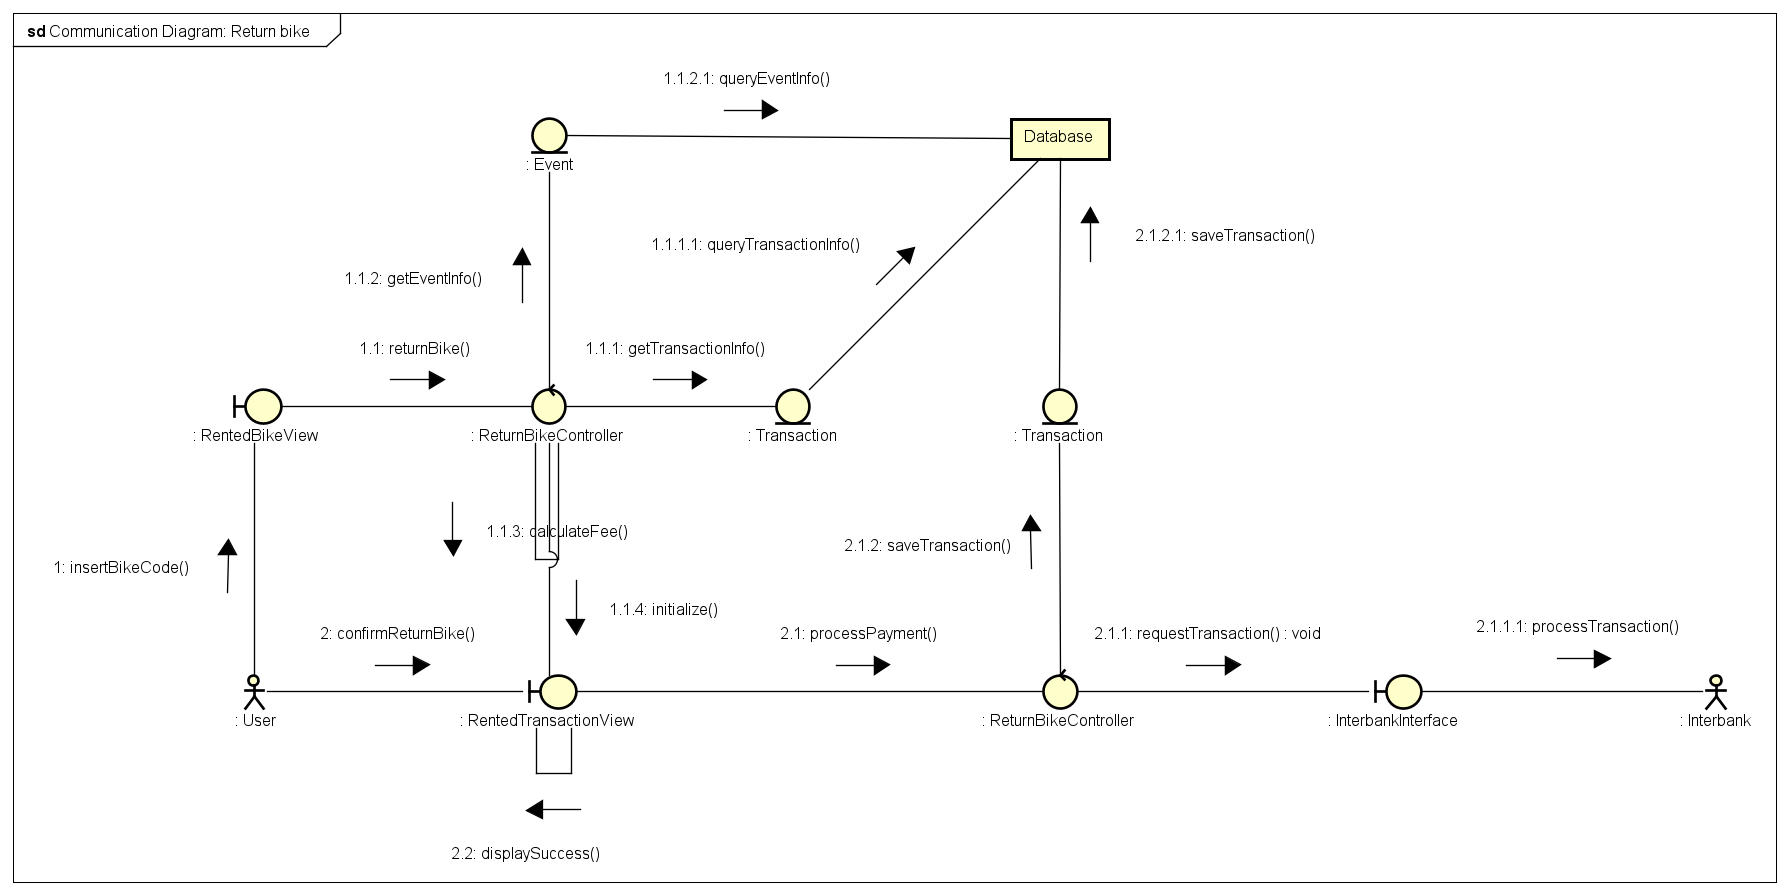 sd Communication Diagram: Return bike
1.1.2.1: queryEventInfo()
Database
: Event
2.1.2.1: saveTransaction()
1.1.1.1: queryTransactionInfo()
1.1.2: getEventInfo()
1.1: returnBike()
1.1.1: getTransactionInfo()
: RentedBikeView
: ReturnBikeController
: Transaction
: Transaction
1.1.3: calculateFee()
2.1.2: saveTransaction()
1: insertBikeCode()
1.1.4: initialize()
2: confirmReturnBike()
2.1: processPayment()
2.1.1: requestTransaction() : void
2.1.1.1: processTransaction()
: User
: RentedTransactionView
: ReturnBikeController
: InterbankInterface
: Interbank
2.2: displaySuccess()